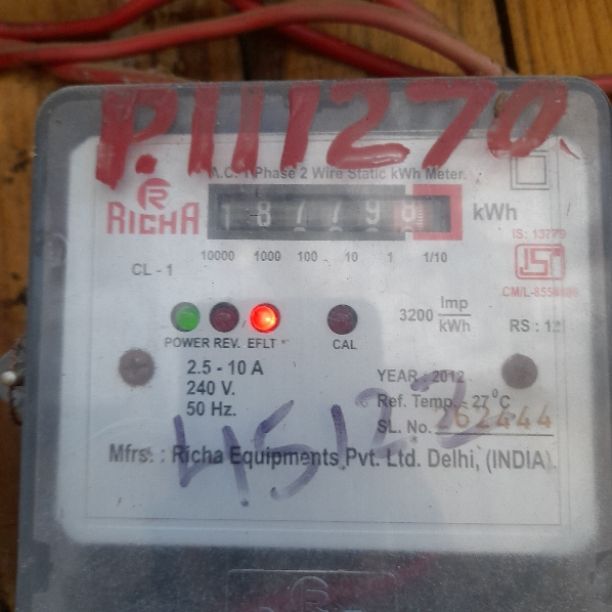 P.111270
A.C. 1 Phase 2 Wire Static kWh Meter.
R
RICHA
18779 kWh
10000 1000 100 10 1 1/10
IS: 13779
CL - 1
3200 Imp/kWh
RS : 12
POWER REV. EFLT CAL
2.5 - 10 A
240 V.
50 Hz.
YEAR : 2012
Ref. Temp. - 27°C
SL. No. 262444
45122
Mfrs. : Richa Equipments Pvt. Ltd. Delhi, (INDIA).